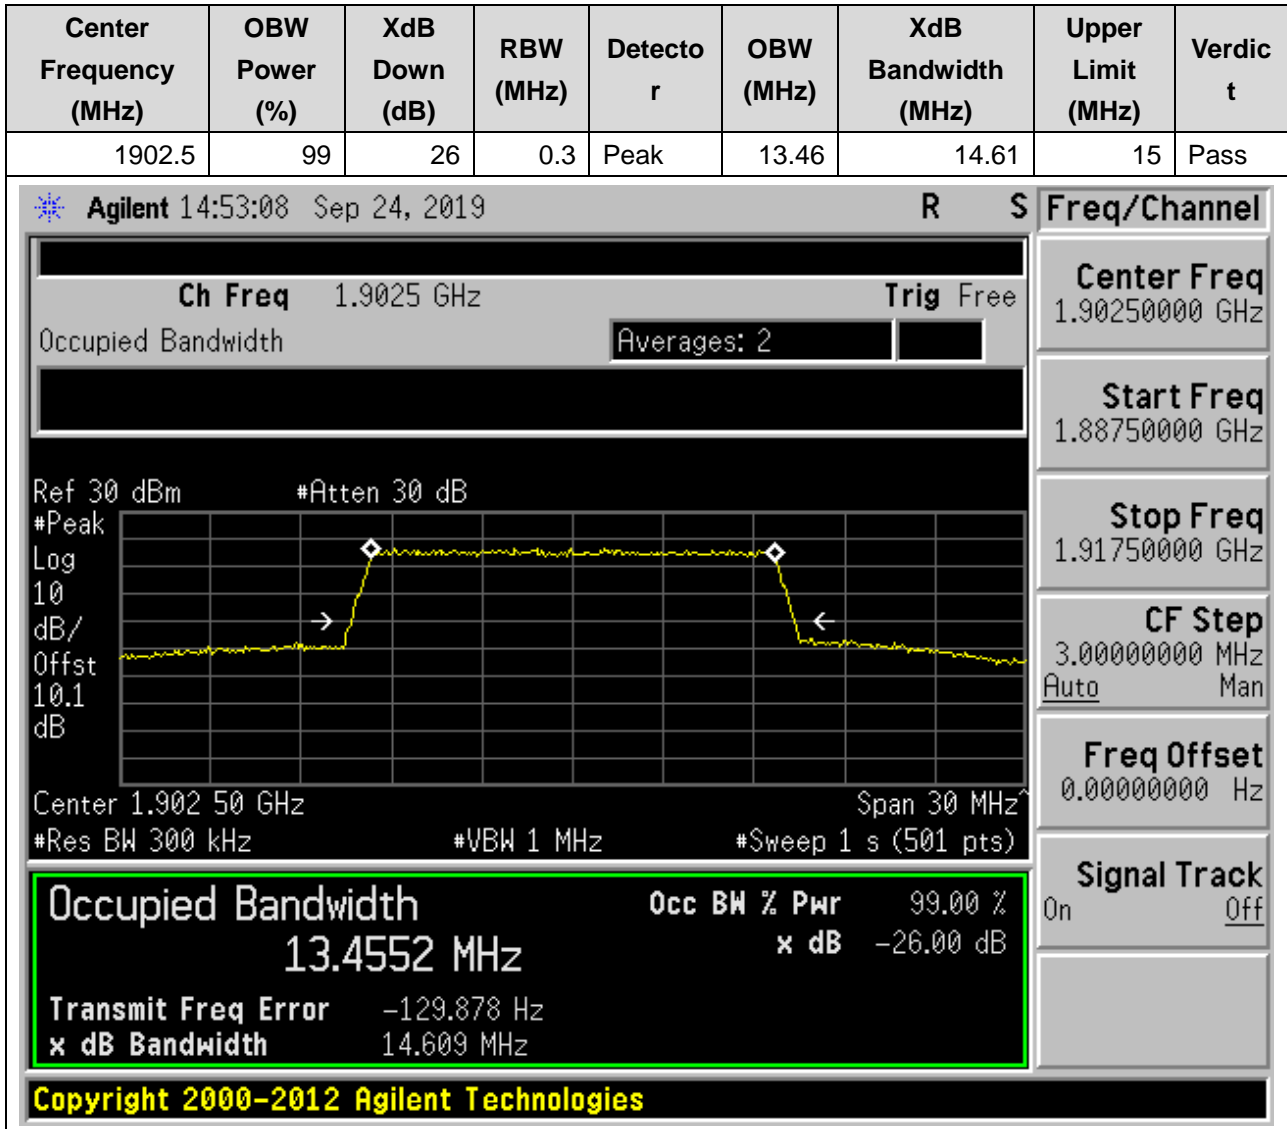 Center Frequency (MHz) OBW Power (%) XdB Down (dB) RBW (MHz) Detecto r OBW (MHz) XdB Bandwidth (MHz) Upper Limit (MHz) Verdic t
1902.5 99 26 0.3 Peak 13.46 14.61 15 Pass
Agilent 14:53:08 Sep 24, 2019 R S
Freq/Channel
Ch Freq 1.9025 GHz Trig Free
Occupied Bandwidth Averages: 2
Ref 30 dBm #Atten 30 dB
#Peak
Log
10
dB/
Offst
10.1
dB
Center 1.902 50 GHz Span 30 MHz^
#Res BW 300 kHz #VBW 1 MHz #Sweep 1 s (501 pts)
Occupied Bandwidth Occ BW % Pwr 99.00 %
13.4552 MHz x dB -26.00 dB
Transmit Freq Error -129.878 Hz
x dB Bandwidth 14.609 MHz
Copyright 2000-2012 Agilent Technologies
Center Freq
1.90250000 GHz
Start Freq
1.88750000 GHz
Stop Freq
1.91750000 GHz
CF Step
3.00000000 MHz
Auto Man
Freq Offset
0.00000000 Hz
Signal Track
On Off